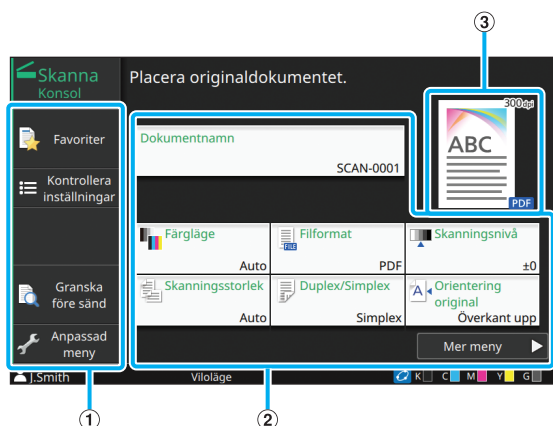 ③
Skanna
Konsol
Placera originaldokumentet.
300dpi
ABC
PDF
Favoriter
Dokumentnamn
SCAN-0001
Kontrollera
inställningar
Färgläge
Auto
Filformat
FILE
PDF
Skanningsnivå
±0
Granska
före sänd
Skanningsstorlek
Auto
Duplex/Simplex
Simplex
A
Orientering
original
Överkant upp
Anpassad
meny
Mer meny
J.Smith
Viloläge
K C M Y G
① ②